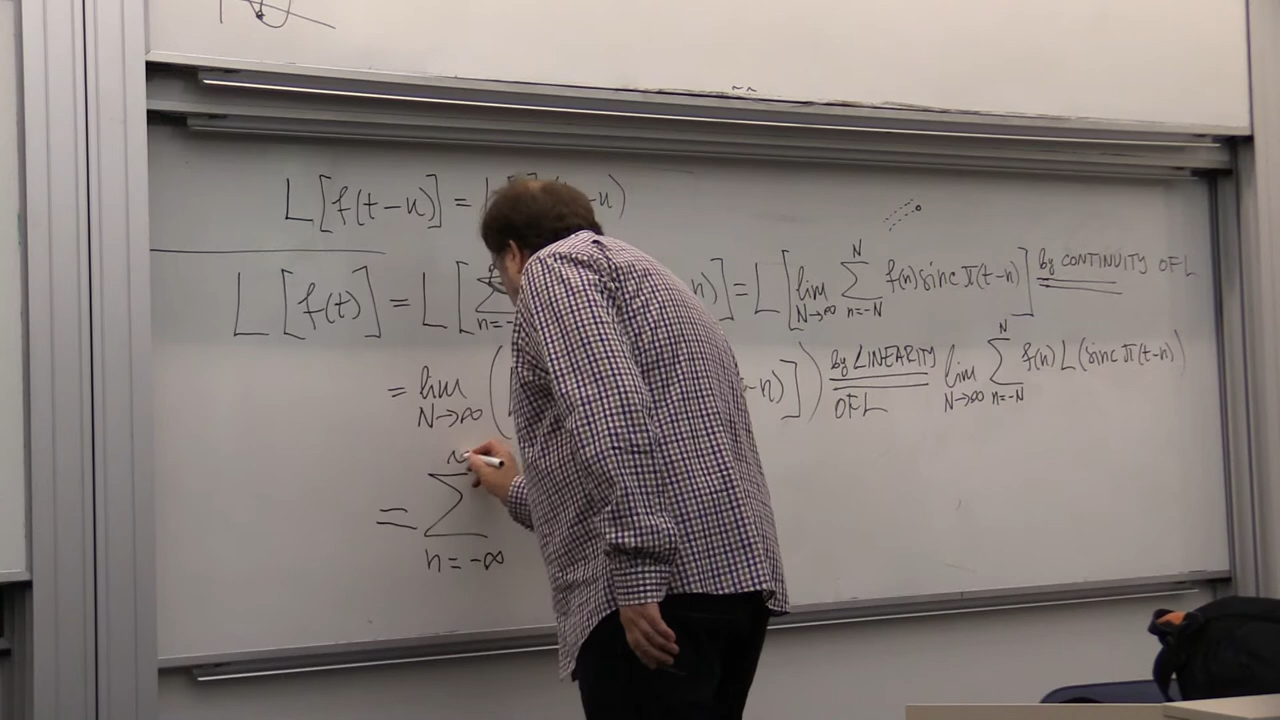 L[f(t-u)] = -u)
L[f(t)] = L[∑ n=- n)] = L[lim N→∞ ∑ N n=-N f(n) sinc π(t-n)] by CONTINUITY OF L
= lim N→∞ ( -n)]) by LINEARITY OF L lim N→∞ ∑ N n=-N f(n) L(sinc π(t-n))
= ∑ n=-∞